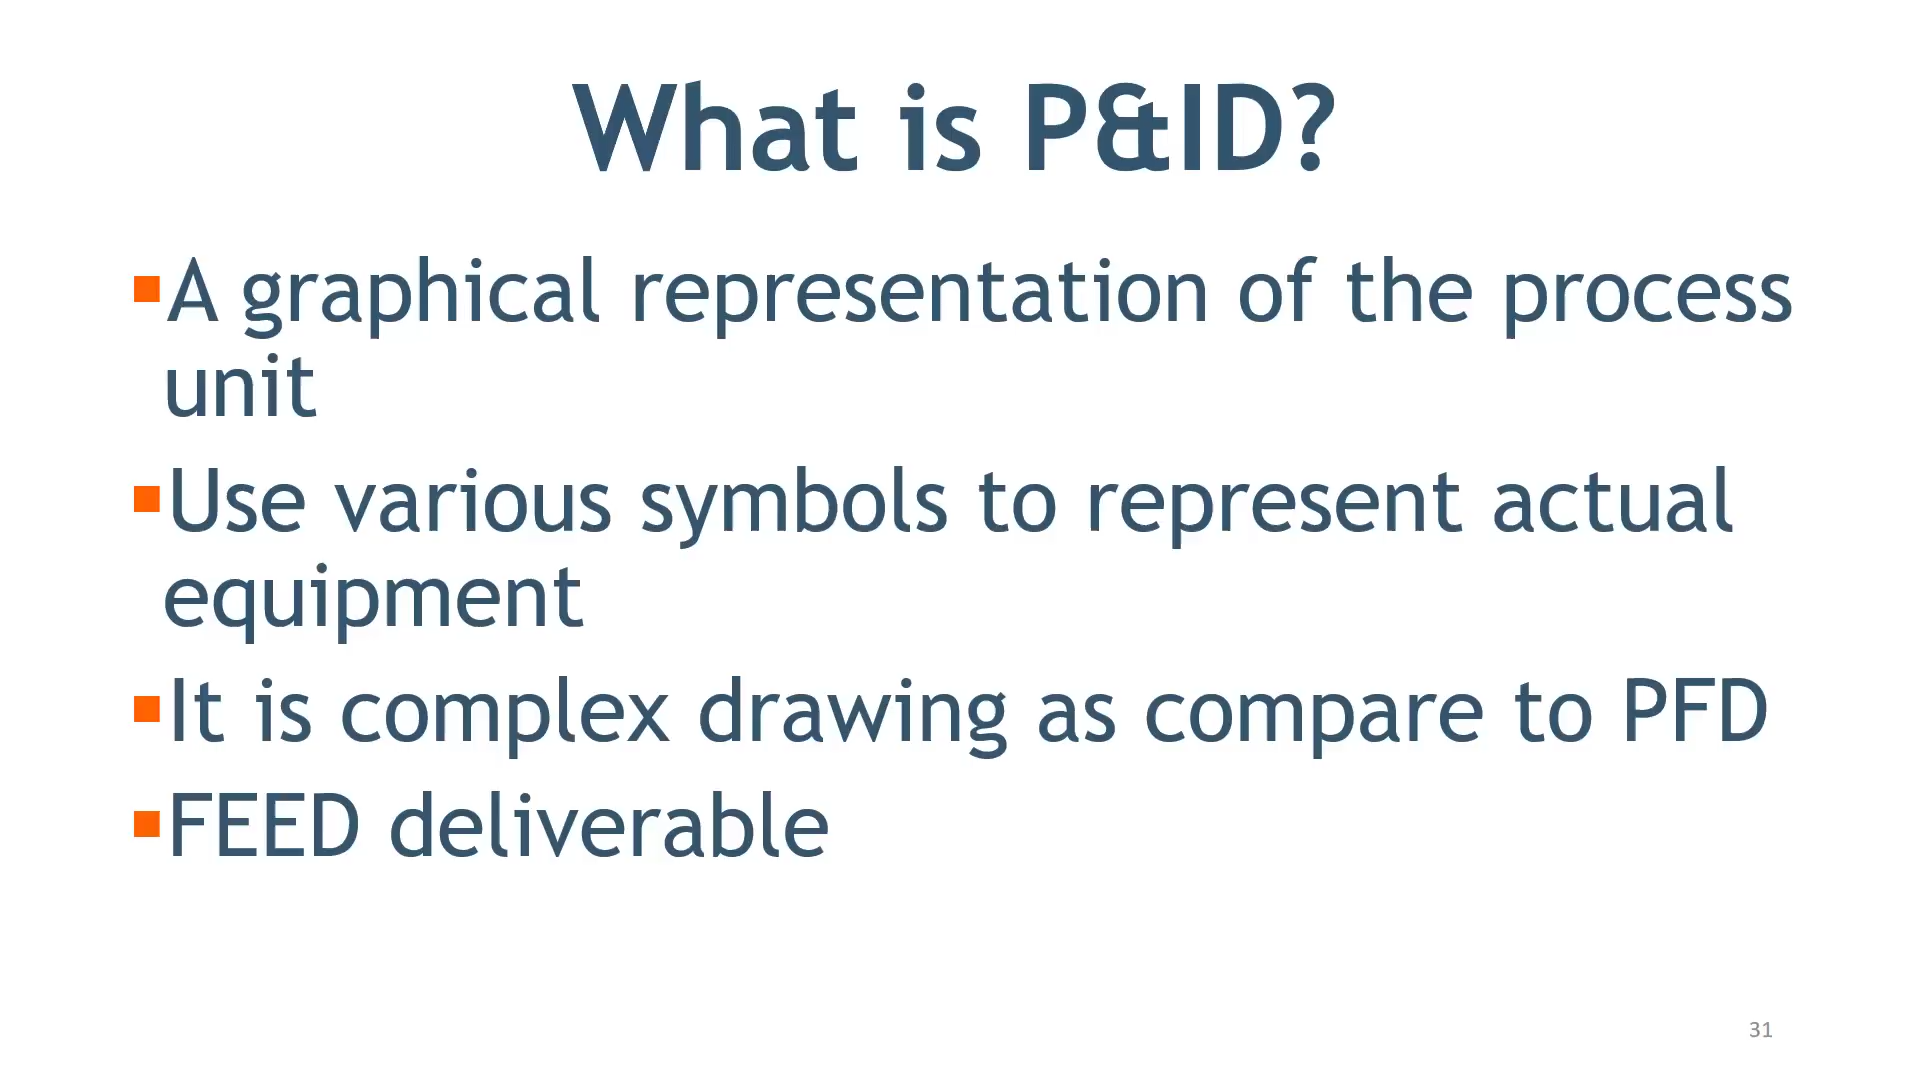 What is P&ID?
▪A graphical representation of the process
unit
▪Use various symbols to represent actual
equipment
▪It is complex drawing as compare to PFD
▪FEED deliverable
31